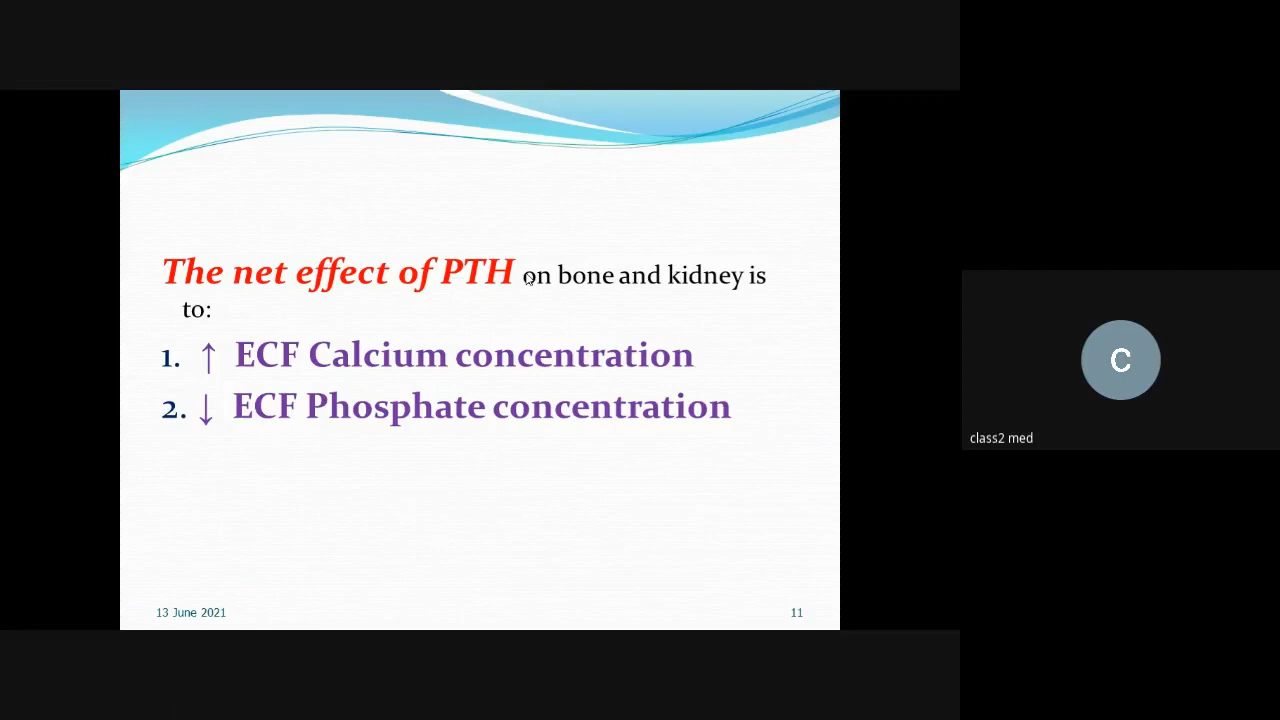 The net effect of PTH on bone and kidney is
to:
1. ↑ ECF Calcium concentration
2. ↓ ECF Phosphate concentration
13 June 2021
11
C
class2 med